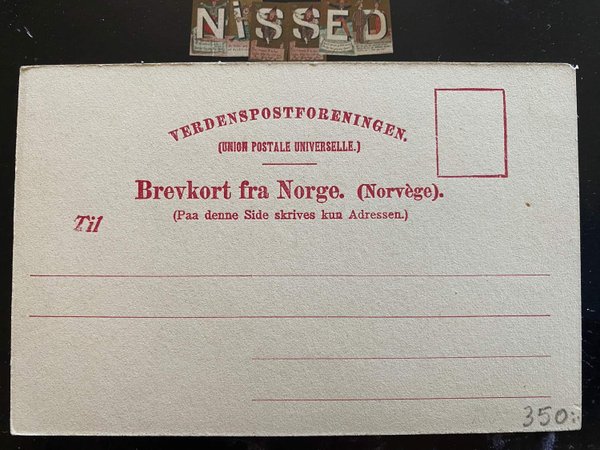 NiSSED
VERDENSPOSTFORENINGEN.
(UNION POSTALE UNIVERSELLE.)
Brevkort fra Norge. (Norvège).
(Paa denne Side skrives kun Adressen.)
Til
350:-